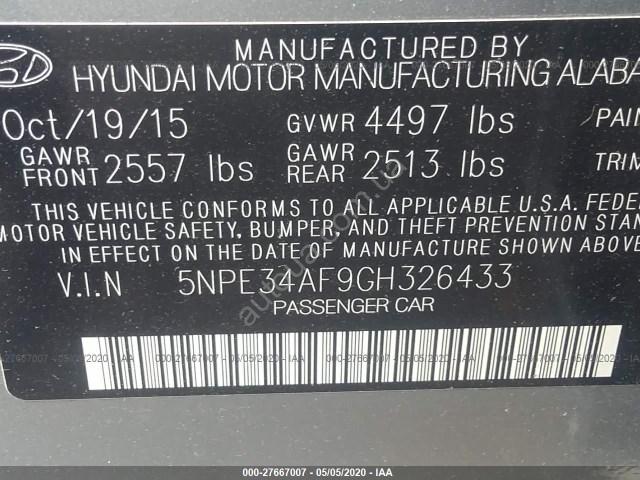 MANUFACTURED BY
HYUNDAI MOTOR MANUFACTURING ALABA
Oct/19/15 GVWR 4497 lbs PAIN
GAWR FRONT 2557 lbs GAWR REAR 2513 lbs TRIM
THIS VEHICLE CONFORMS TO ALL APPLICABLE U.S.A. FEDE
MOTOR VEHICLE SAFETY, BUMPER, AND THEFT PREVENTION STAN
IN EFFECT ON THE DATE OF MANUFACTURE SHOWN ABOVE
V.I.N 5NPE34AF9GH326433
PASSENGER CAR
000-27667007 - 05/05/2020 - IAA